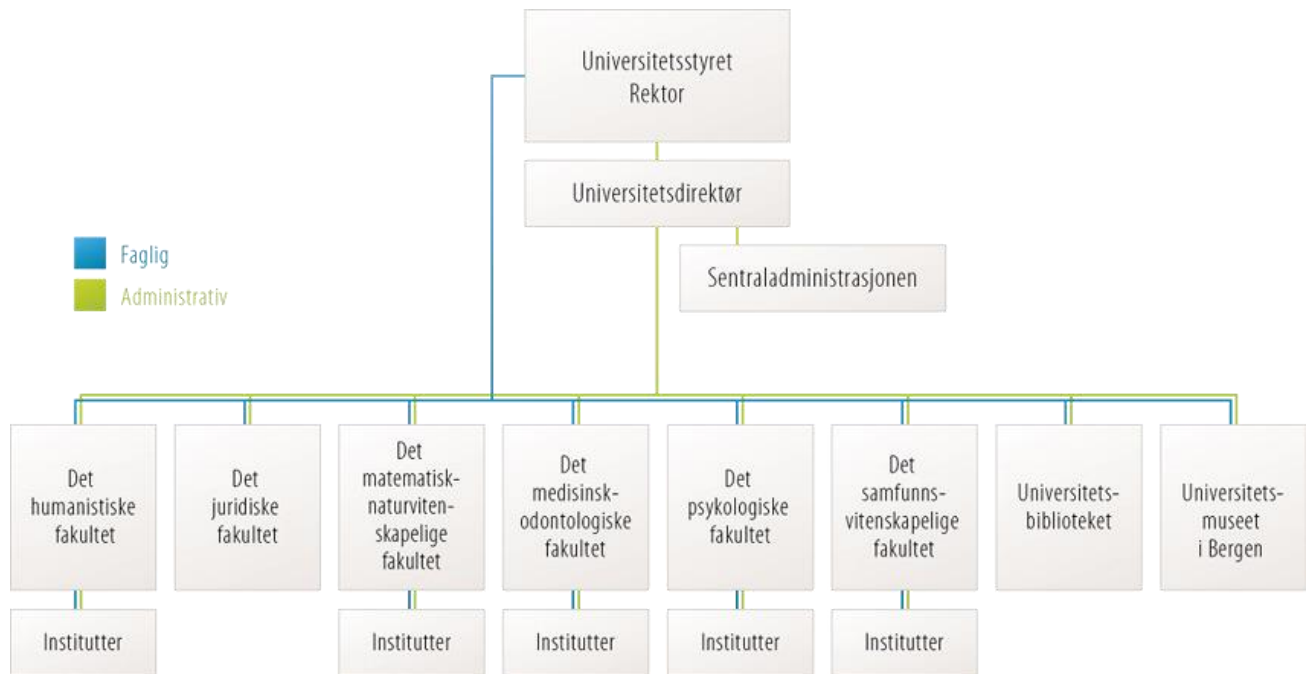 Universitetsstyret
Rektor
Universitetsdirektør
Sentraladministrasjonen
Faglig
Administrativ
Det
humanistiske
fakultet
Det
juridiske
fakultet
Det
matematisk-
naturviten-
skapelige
fakultet
Det
medisinsk-
odontologiske
fakultet
Det
psykologiske
fakultet
Det
samfunns-
vitenskapelige
fakultet
Universitets-
biblioteket
Universitets-
museet
i Bergen
Institutter
Institutter
Institutter
Institutter
Institutter